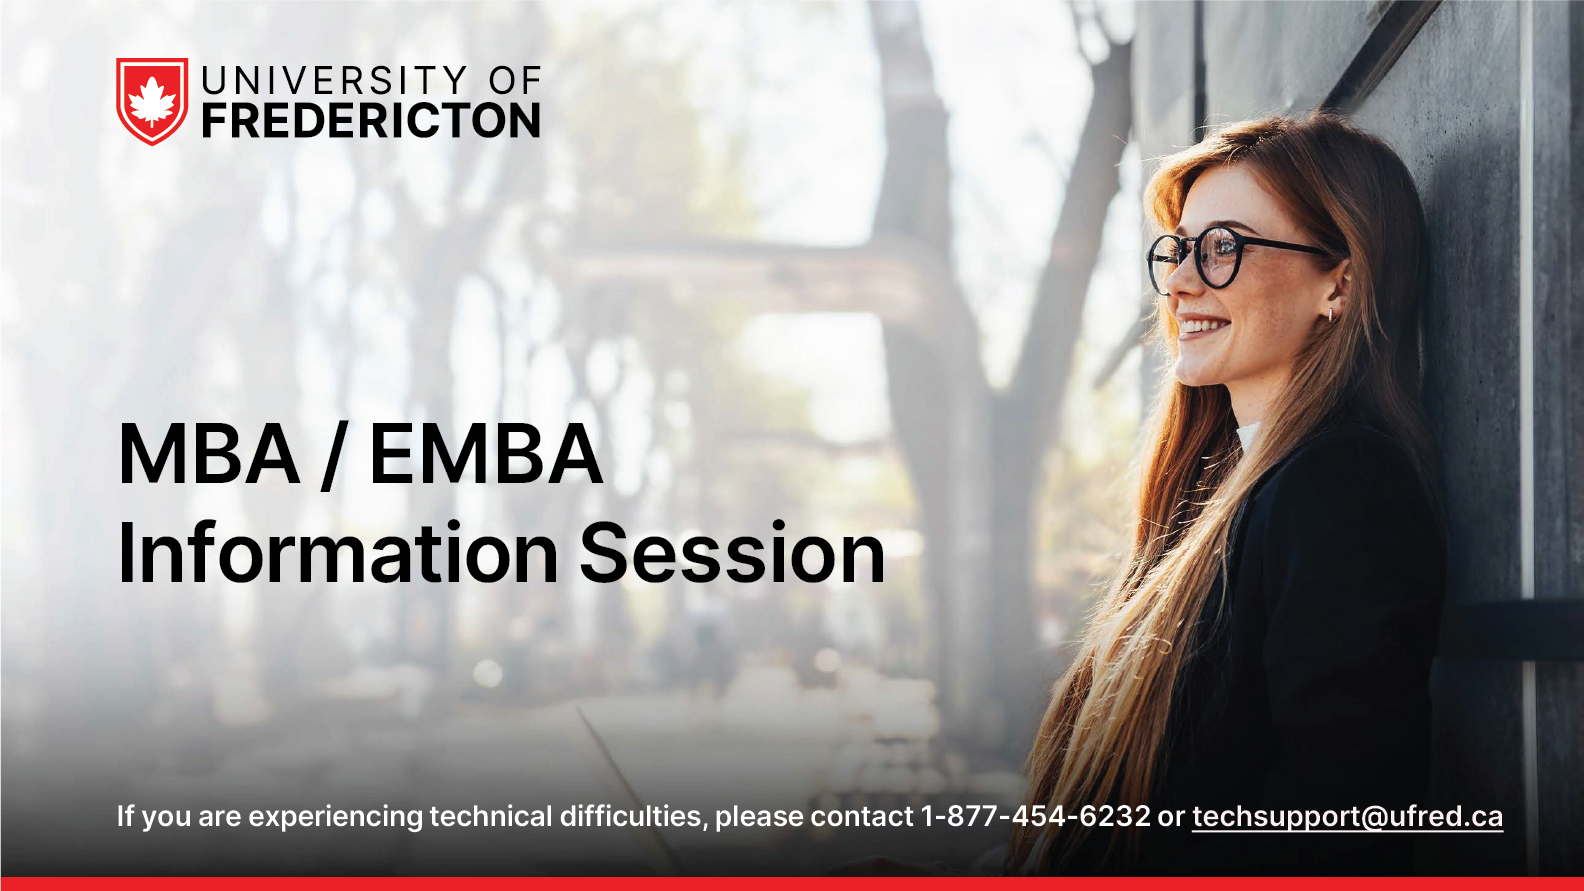 UNIVERSITY OF
FREDERICTON
MBA / EMBA
Information Session
If you are experiencing technical difficulties, please contact 1-877-454-6232 or techsupport@ufred.ca